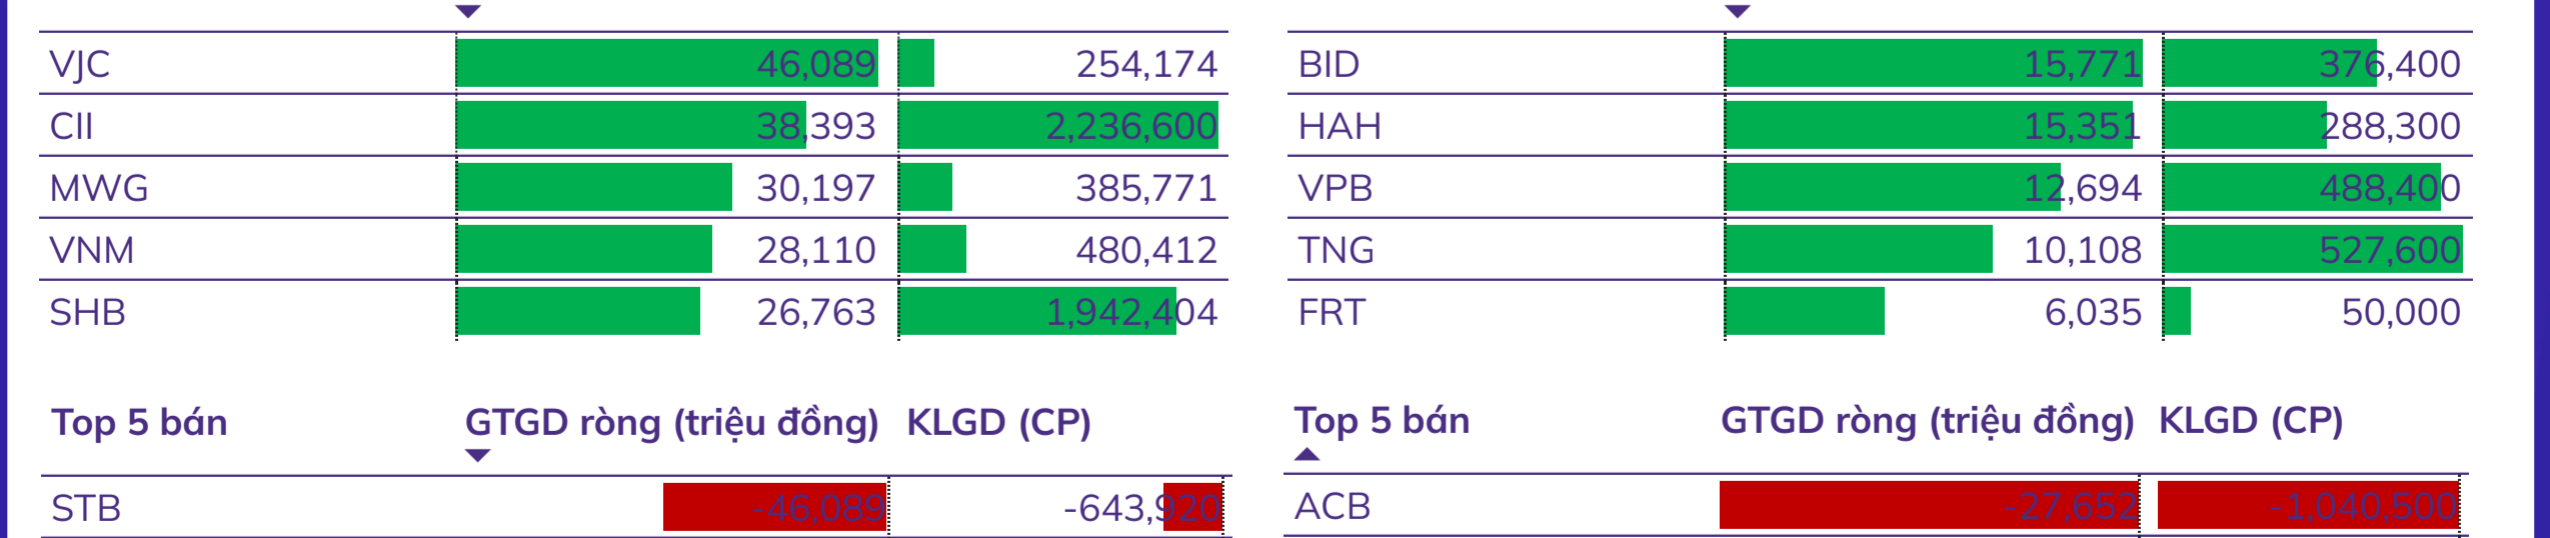 VJC 46,089 254,174
CII 38,393 2,236,600
MWG 30,197 385,771
VNM 28,110 480,412
SHB 26,763 1,942,404
Top 5 bán GTGD ròng (triệu đồng) KLGD (CP)
STB -46,089 -643,920
BID 15,771 376,400
HAH 15,351 288,300
VPB 12,694 488,400
TNG 10,108 527,600
FRT 6,035 50,000
Top 5 bán GTGD ròng (triệu đồng) KLGD (CP)
ACB -27,652 -1,040,500